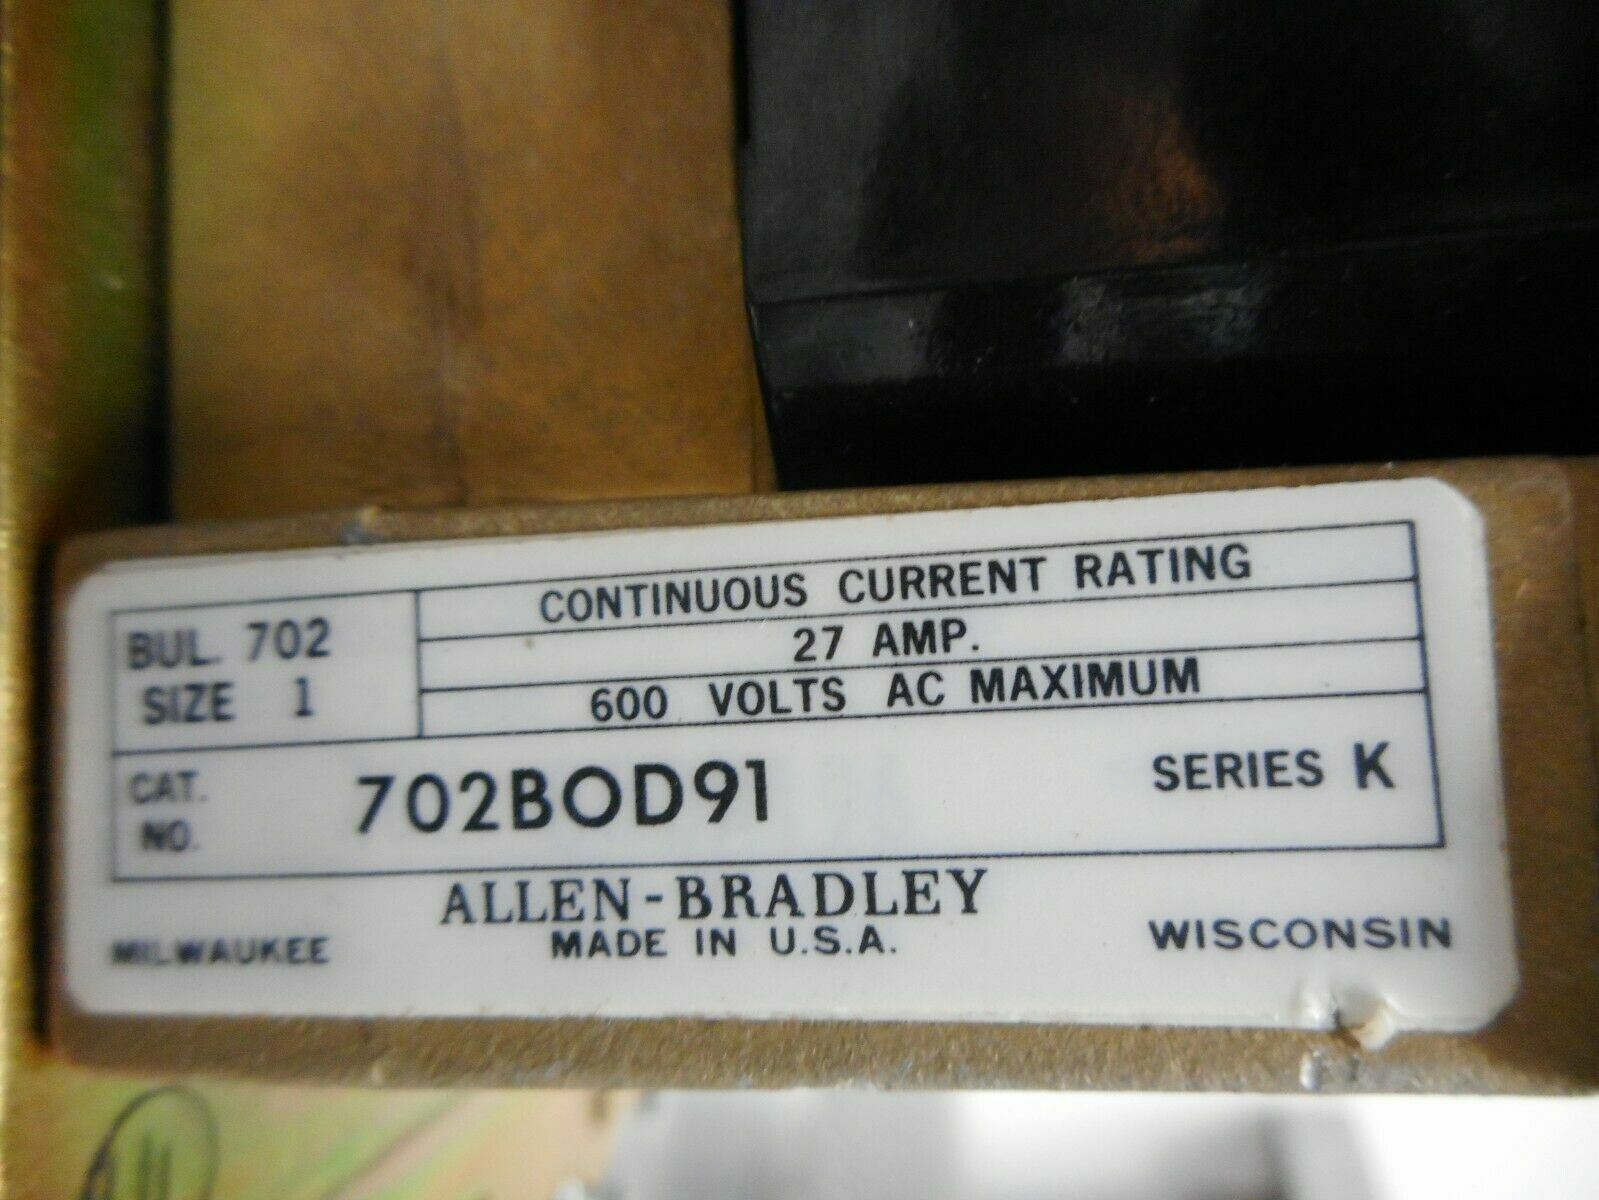 CONTINUOUS CURRENT RATING
BUL. 702
27 AMP.
SIZE 1
600 VOLTS AC MAXIMUM
CAT. NO.
702BOD91
SERIES K
ALLEN-BRADLEY
MILWAUKEE
MADE IN U.S.A.
WISCONSIN